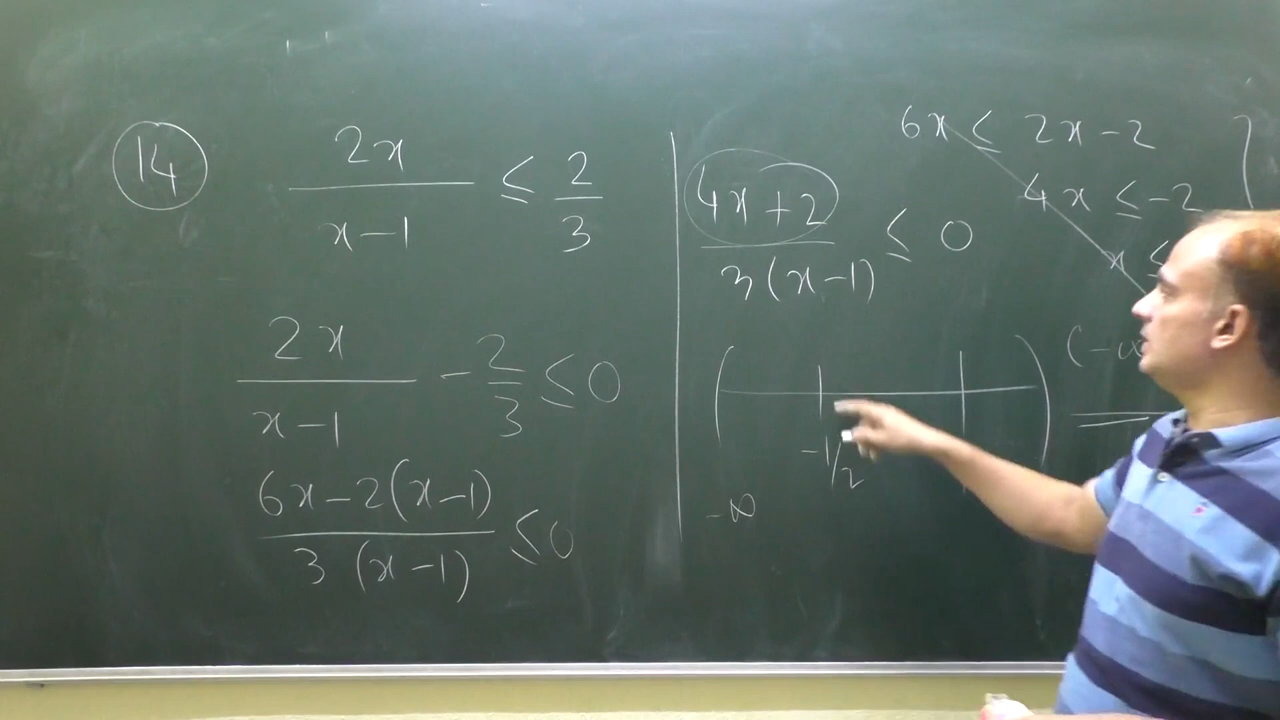 14
2x/(x-1) ≤ 2/3
2x/(x-1) - 2/3 ≤ 0
(6x-2(x-1))/(3(x-1)) ≤ 0
6x ≤ 2x-2
4x ≤ -2
x ≤
(4x+2)/(3(x-1)) ≤ 0
(-∞
-1/2
-∞